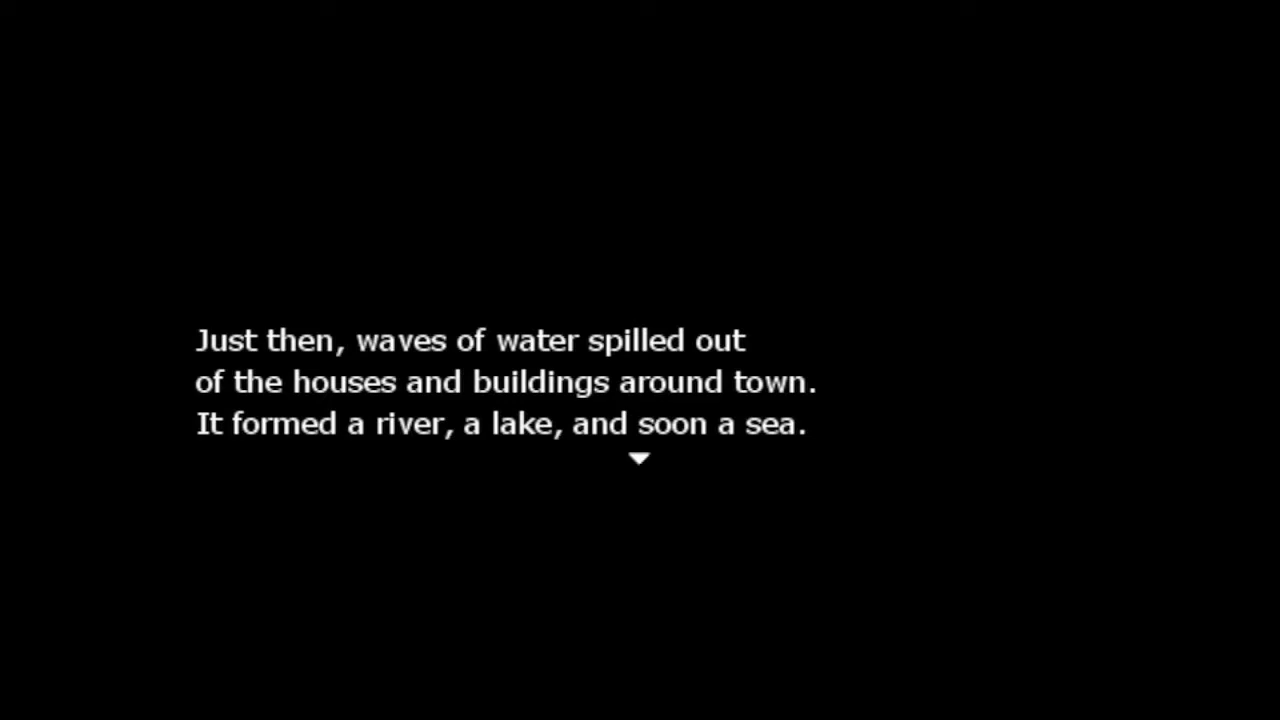 Just then, waves of water spilled out
of the houses and buildings around town.
It formed a river, a lake, and soon a sea.